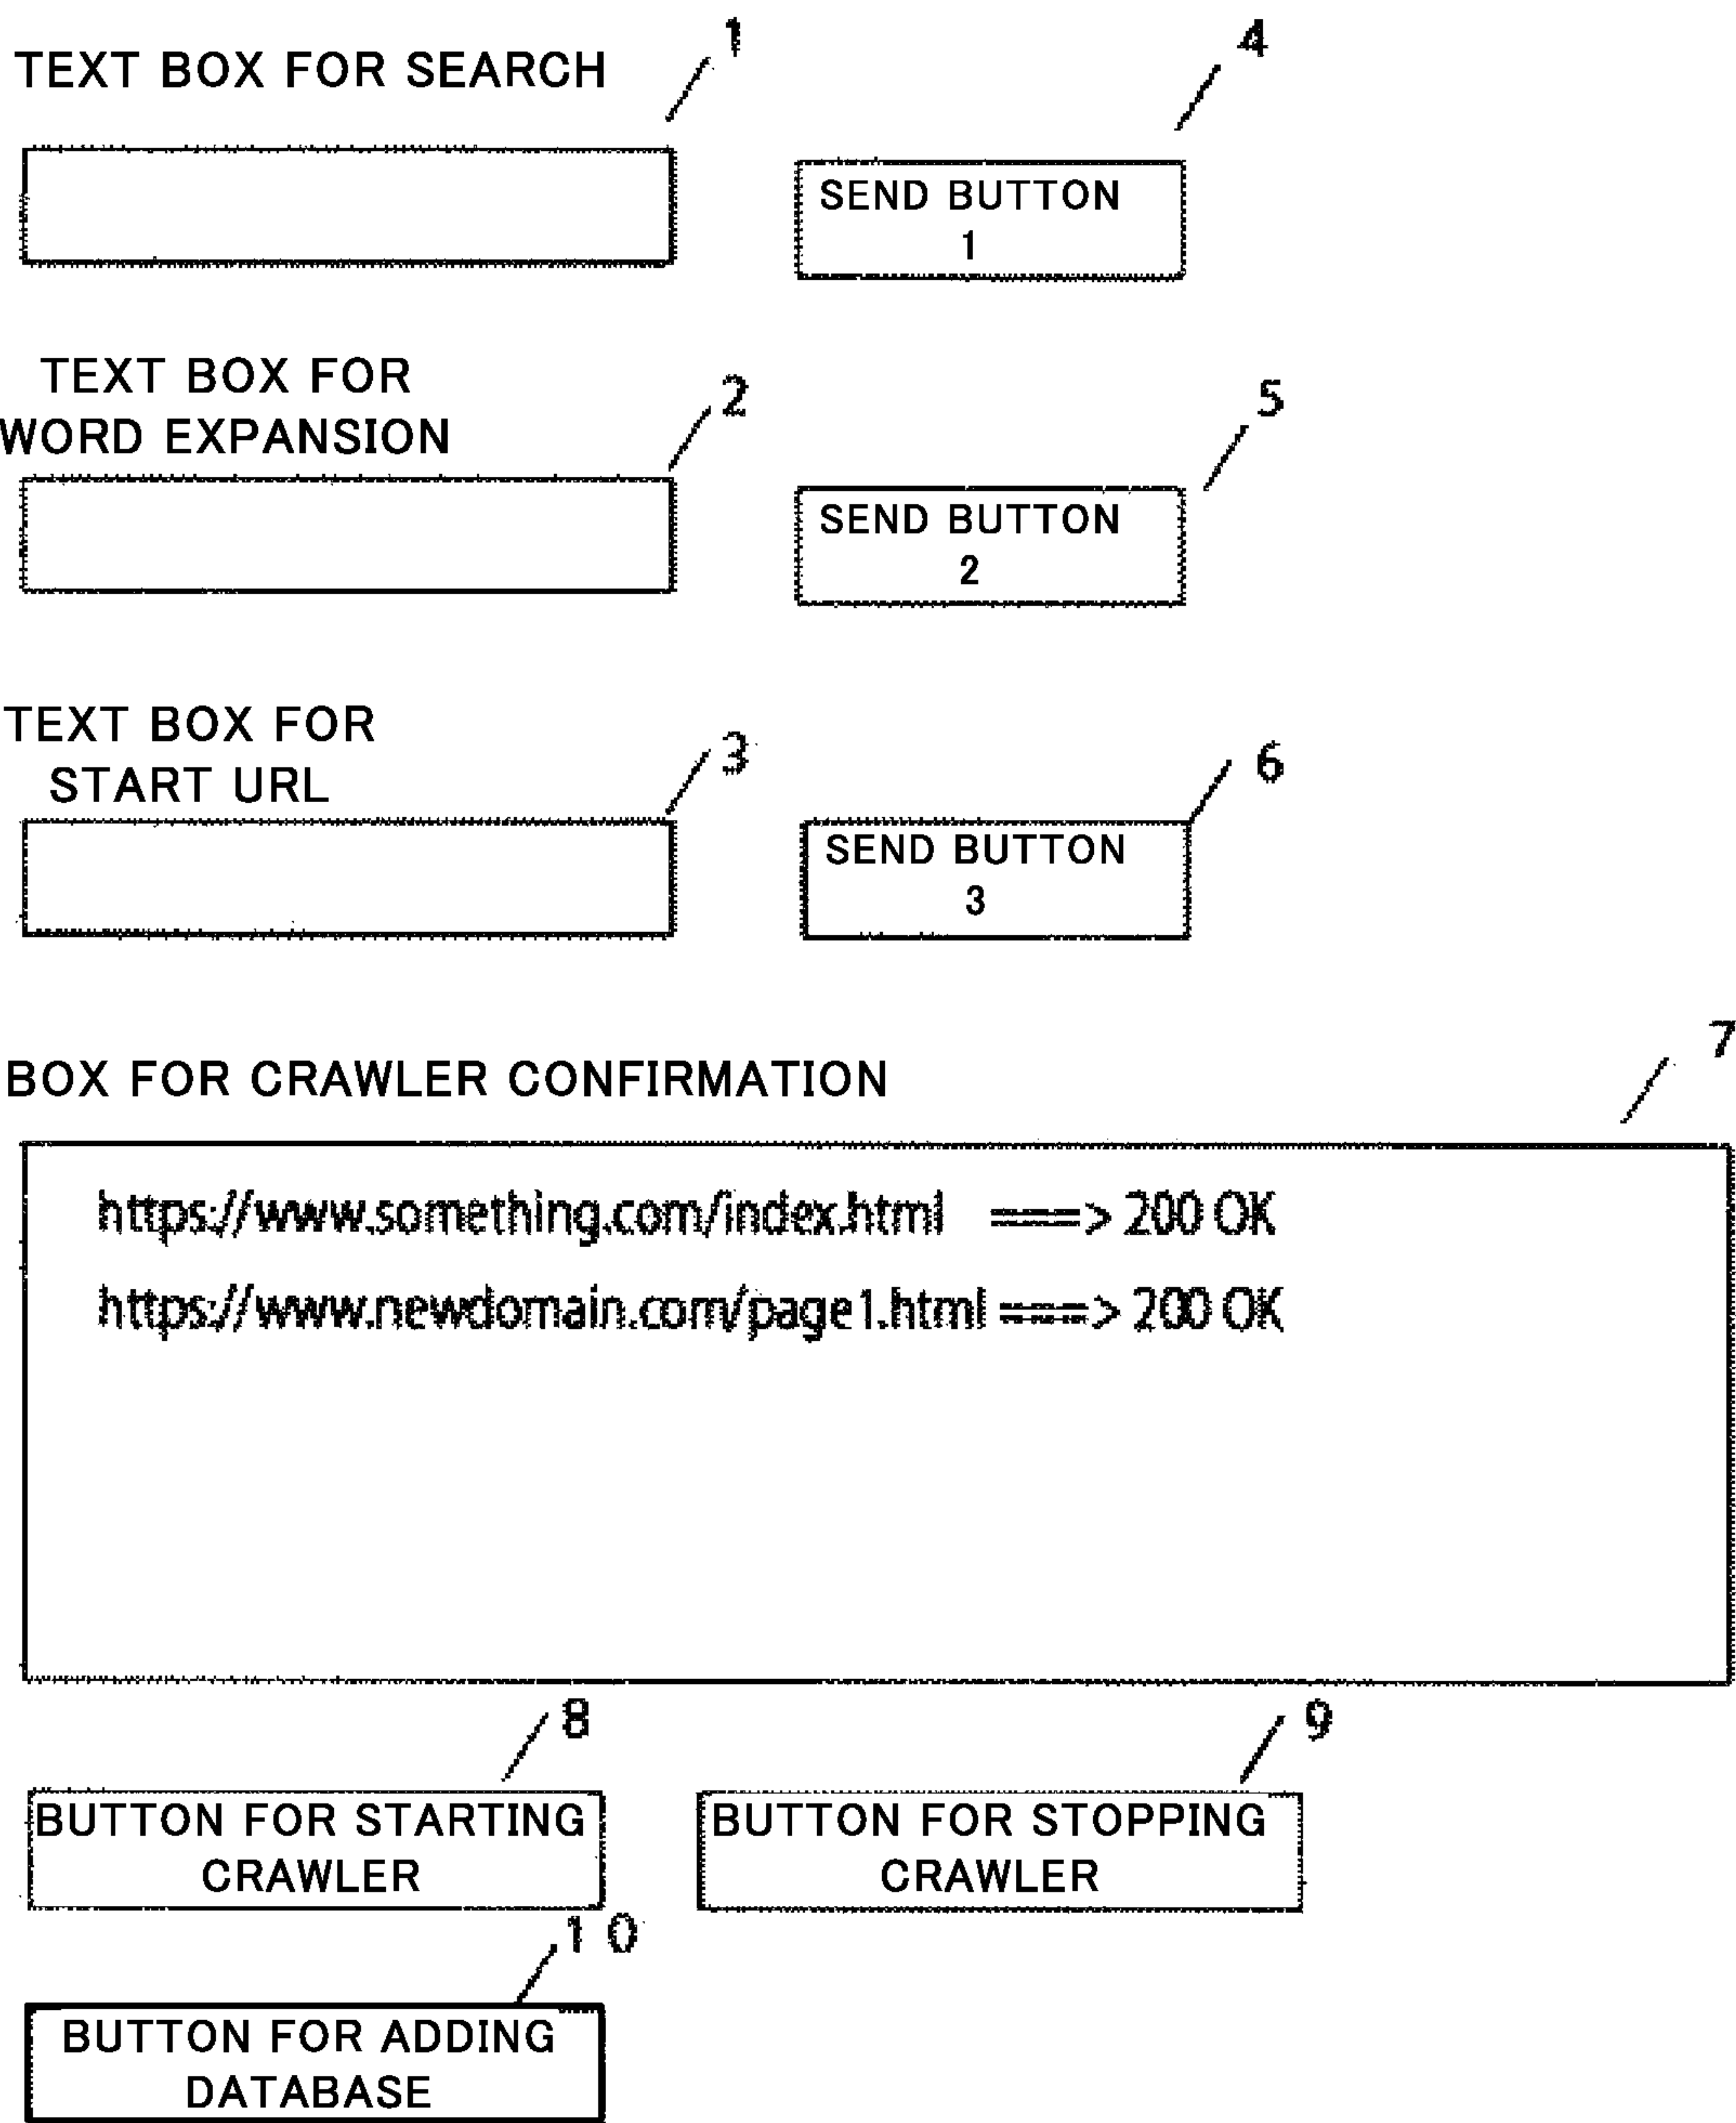 TEXT BOX FOR SEARCH
1
4
SEND BUTTON
1
TEXT BOX FOR
WORD EXPANSION
2
5
SEND BUTTON
2
TEXT BOX FOR
START URL
3
6
SEND BUTTON
3
7
BOX FOR CRAWLER CONFIRMATION
https://www.something.com/index.html ====> 200 OK
https://www.newdomain.com/page1.html ====> 200 OK
8
9
BUTTON FOR STARTING
CRAWLER
BUTTON FOR STOPPING
CRAWLER
10
BUTTON FOR ADDING
DATABASE